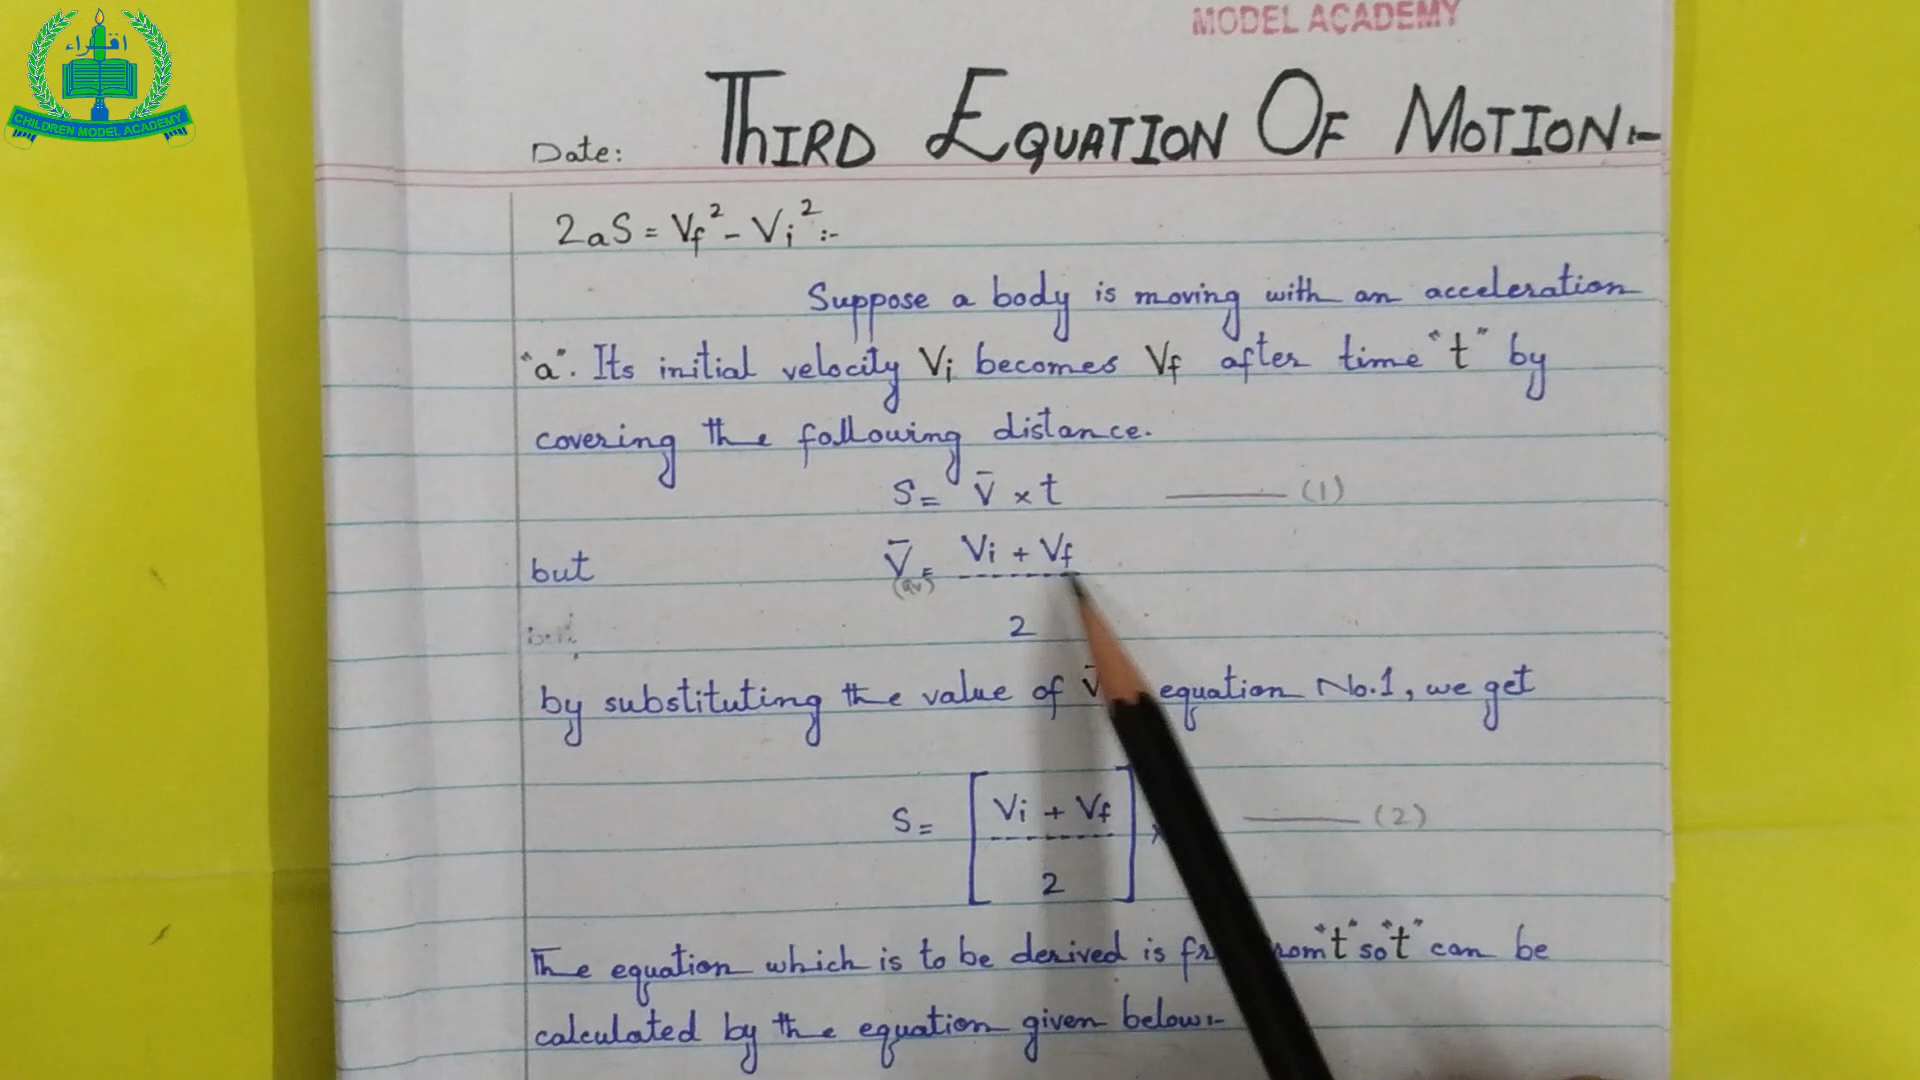 MODEL ACADEMY
اقراء
CHILDREN MODEL ACADEMY
Date: THIRD EQUATION OF MOTION:-
2aS = Vf² - Vi² :-
Suppose a body is moving with an acceleration
"a". Its initial velocity Vi becomes Vf after time "t" by
covering the following distance.
S = V̄ × t ——— (1)
but V̄(av) = Vi + Vf
2
by substituting the value of V̄ equation No.1, we get
S = [Vi + Vf / 2] × ——— (2)
The equation which is to be derived is "t" so "t" can be
calculated by the equation given below:-